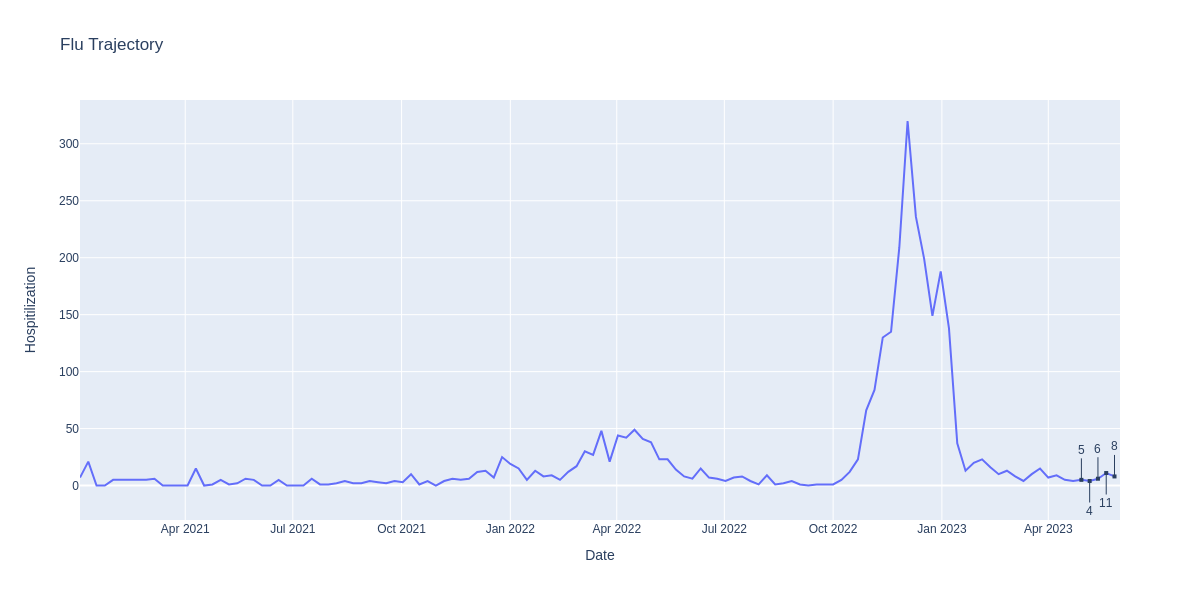 Flu Trajectory
Hospitilization
300
250
200
150
100
50
0
5
6
8
4
11
Apr 2021
Jul 2021
Oct 2021
Jan 2022
Apr 2022
Jul 2022
Oct 2022
Jan 2023
Apr 2023
Date